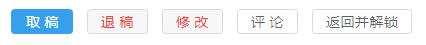 取 稿 退 稿 修 改 评 论 返回并解锁